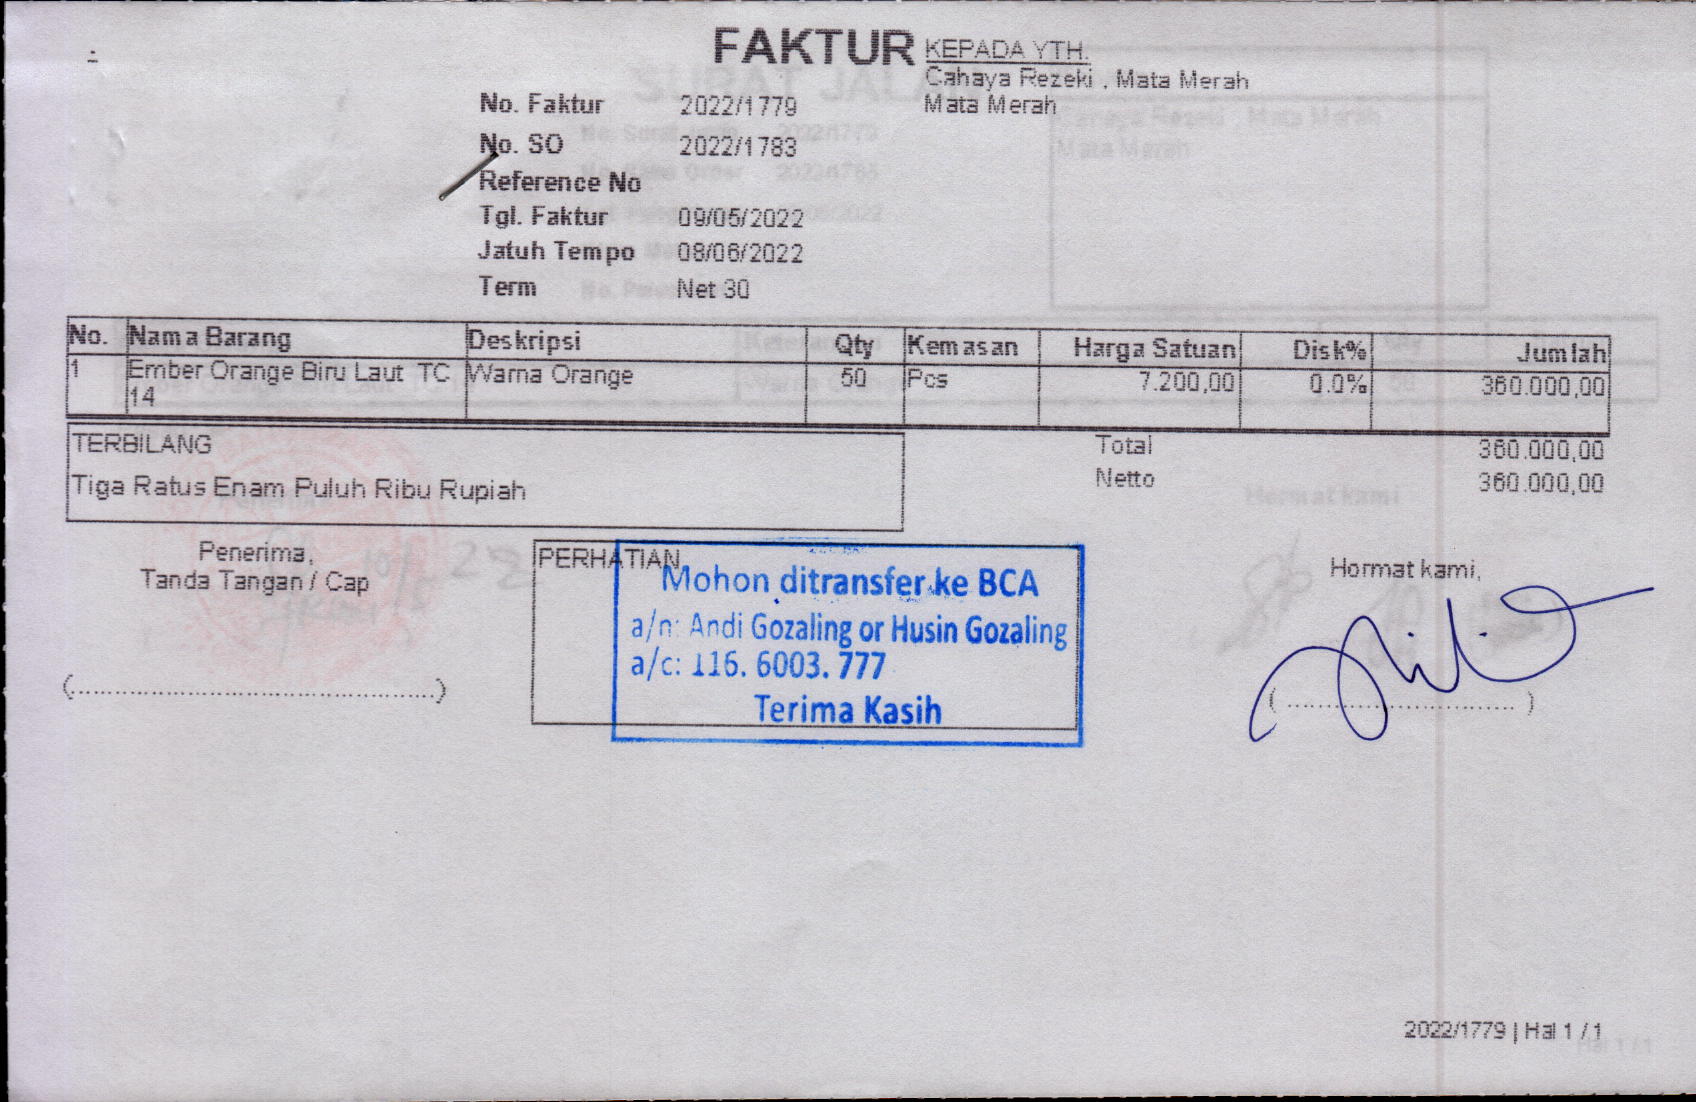 FAKTUR
KEPADA YTH.
Cahaya Rezeki , Mata Merah
Mata Merah
No. Faktur 2022/1779
No. SO 2022/1783
Reference No
Tgl. Faktur 09/05/2022
Jatuh Tempo 08/06/2022
Term Net 30
No. Nama Barang Deskripsi Qty Kemasan Harga Satuan Disk% Jumlah
1 Ember Orange Biru Laut TC Warna Orange 50 Pcs 7.200,00 0.0% 360.000,00
14
TERBILANG
Tiga Ratus Enam Puluh Ribu Rupiah
Total 360.000,00
Netto 360.000,00
Penerima,
Tanda Tangan / Cap
(......................................................)
PERHATIAN
Mohon ditransfer ke BCA
a/n: Andi Gozaling or Husin Gozaling
a/c: 116. 6003. 777
Terima Kasih
Hormat kami,
( .................................. )
2022/1779 | Hal 1 / 1